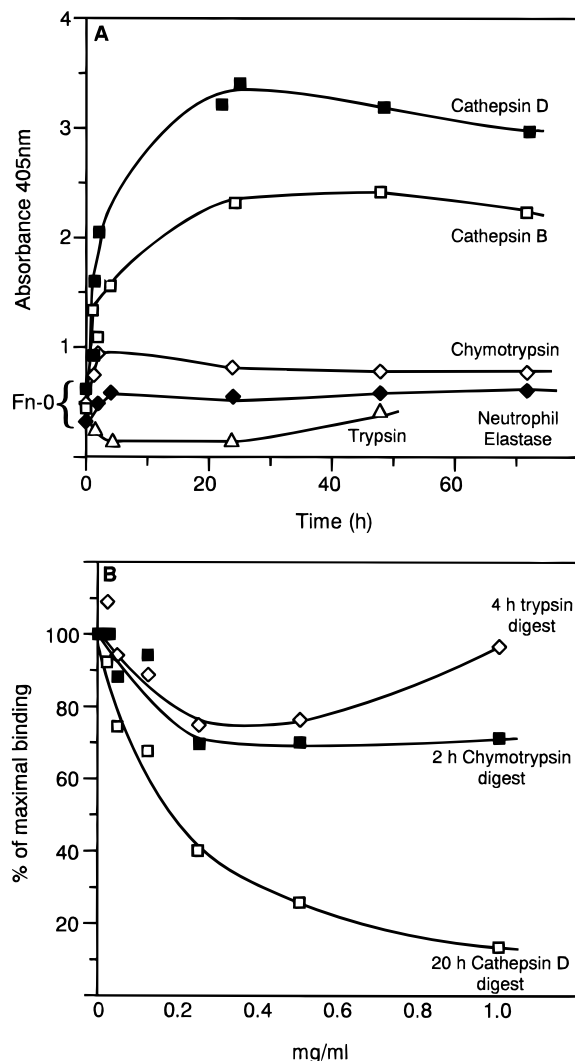 A
4
3
2
1
Absorbance 405nm
Cathepsin D
Cathepsin B
Chymotrypsin
Fn-0
Neutrophil
Elastase
Trypsin
0 20 40 60
Time (h)
B
100
80
60
40
20
% of maximal binding
4 h trypsin
digest
2 h Chymotrypsin
digest
20 h Cathepsin D
digest
0 0.2 0.4 0.6 0.8 1.0
mg/ml